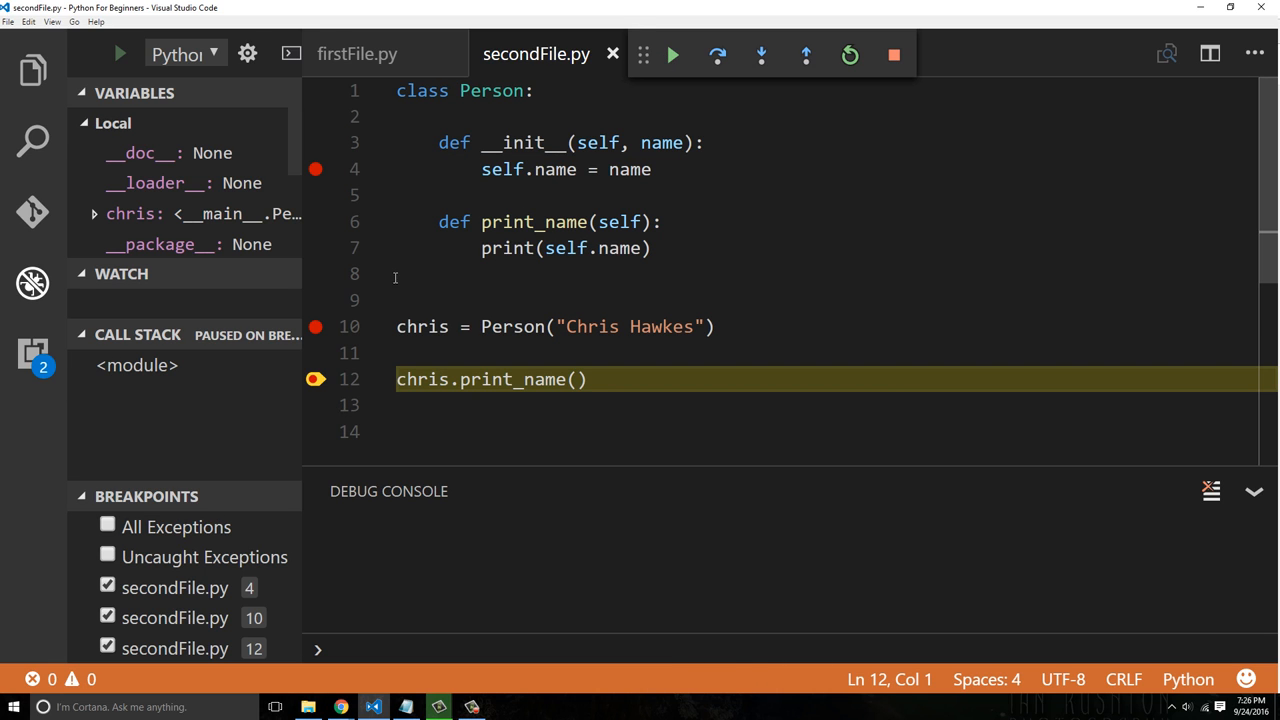 secondFile.py - Python For Beginners - Visual Studio Code
File Edit View Go Help
Pythor
firstFile.py
secondFile.py
VARIABLES
Local
__doc__: None
__loader__: None
chris: <__main__.Pe...
__package__: None
WATCH
CALL STACK PAUSED ON BRE...
<module>
BREAKPOINTS
All Exceptions
Uncaught Exceptions
secondFile.py 4
secondFile.py 10
secondFile.py 12
1 class Person:
2
3 def __init__(self, name):
4 self.name = name
5
6 def print_name(self):
7 print(self.name)
8
9
10 chris = Person("Chris Hawkes")
11
12 chris.print_name()
13
14
DEBUG CONSOLE
2
0 0
Ln 12, Col 1 Spaces: 4 UTF-8 CRLF Python
I'm Cortana. Ask me anything.
7:26 PM
9/24/2016